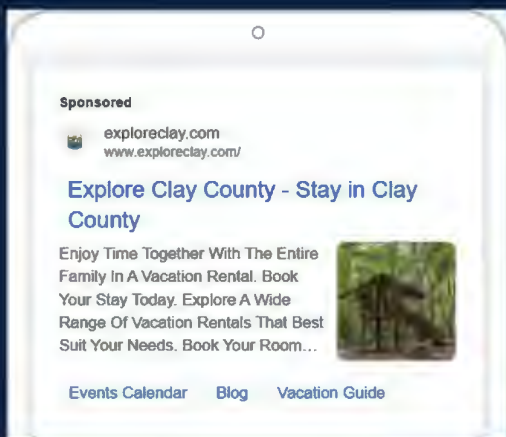 Sponsored
exploreclay.com
www.exploreclay.com/
Explore Clay County - Stay in Clay
County
Enjoy Time Together With The Entire
Family In A Vacation Rental. Book
Your Stay Today. Explore A Wide
Range Of Vacation Rentals That Best
Suit Your Needs. Book Your Room...
Events Calendar Blog Vacation Guide